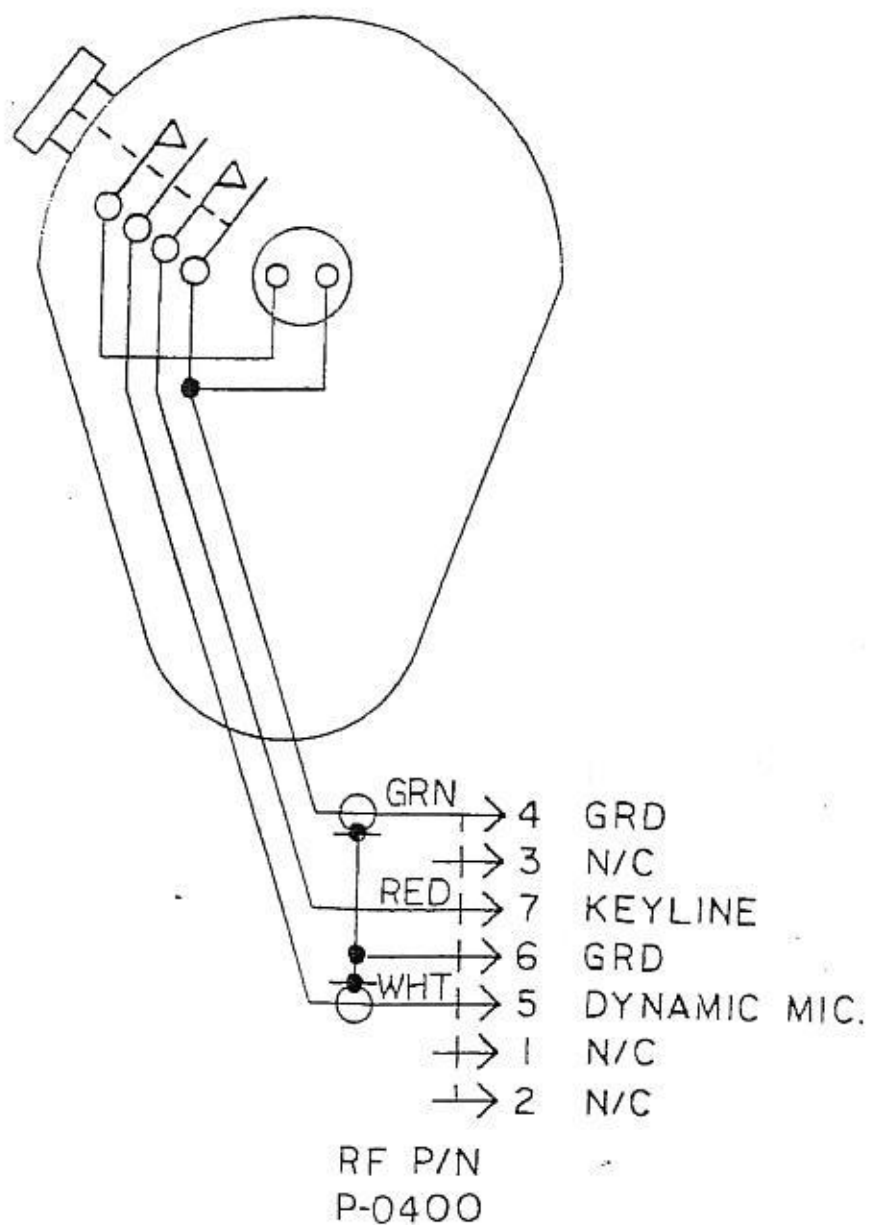 GRN 4 GRD
3 N/C
RED 7 KEYLINE
6 GRD
WHT 5 DYNAMIC MIC.
1 N/C
2 N/C
RF P/N
P-0400